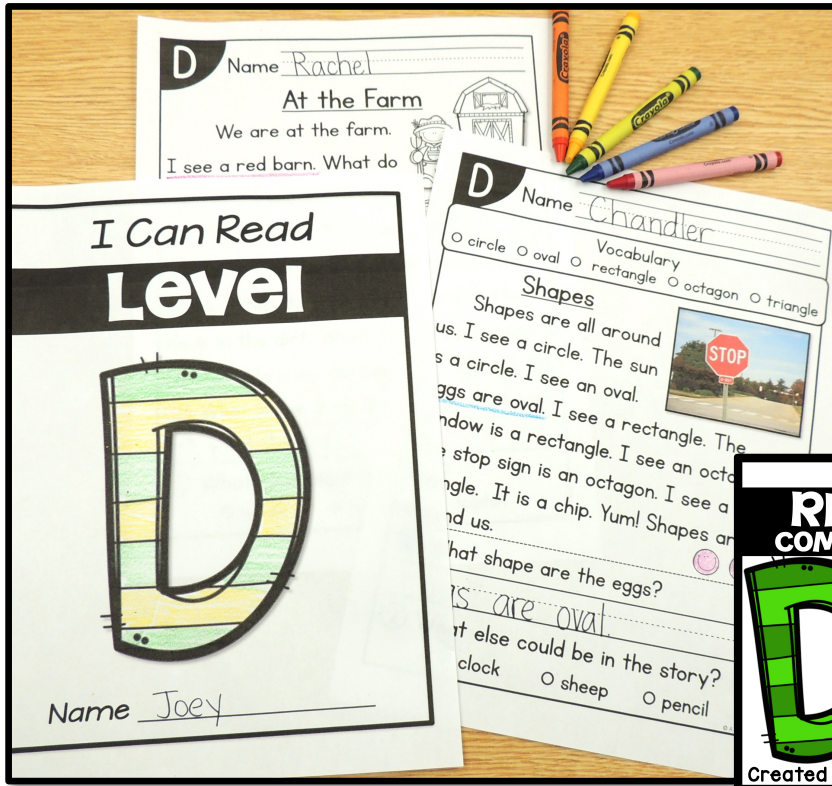 D Name Rachel
At the Farm
We are at the farm.
I see a red barn. What do
I Can Read
Level
D
Name Joey
D Name Chandler
Vocabulary
circle oval rectangle octagon triangle
Shapes
Shapes are all around
us. I see a circle. The sun
s a circle. I see an oval.
ggs are oval. I see a rectangle. The
ndow is a rectangle. I see an octa
stop sign is an octagon. I see a
ngle. It is a chip. Yum! Shapes ar
nd us.
hat shape are the eggs?
gs are oval.
at else could be in the story?
clock sheep pencil
STOP
Crayola
Crayola
Crayola
COM
D
Created